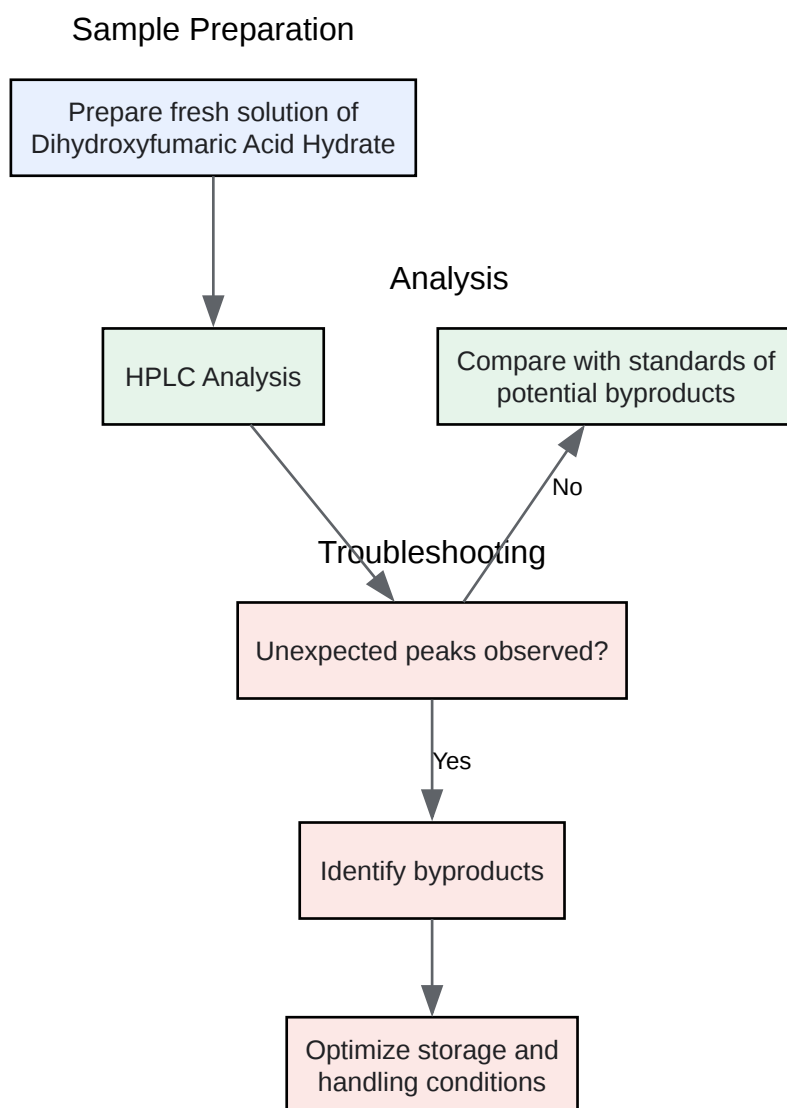 Sample Preparation
Prepare fresh solution of
Dihydroxyfumaric Acid Hydrate
Analysis
HPLC Analysis
Compare with standards of
potential byproducts
No
Troubleshooting
Unexpected peaks observed?
Yes
Identify byproducts
Optimize storage and
handling conditions